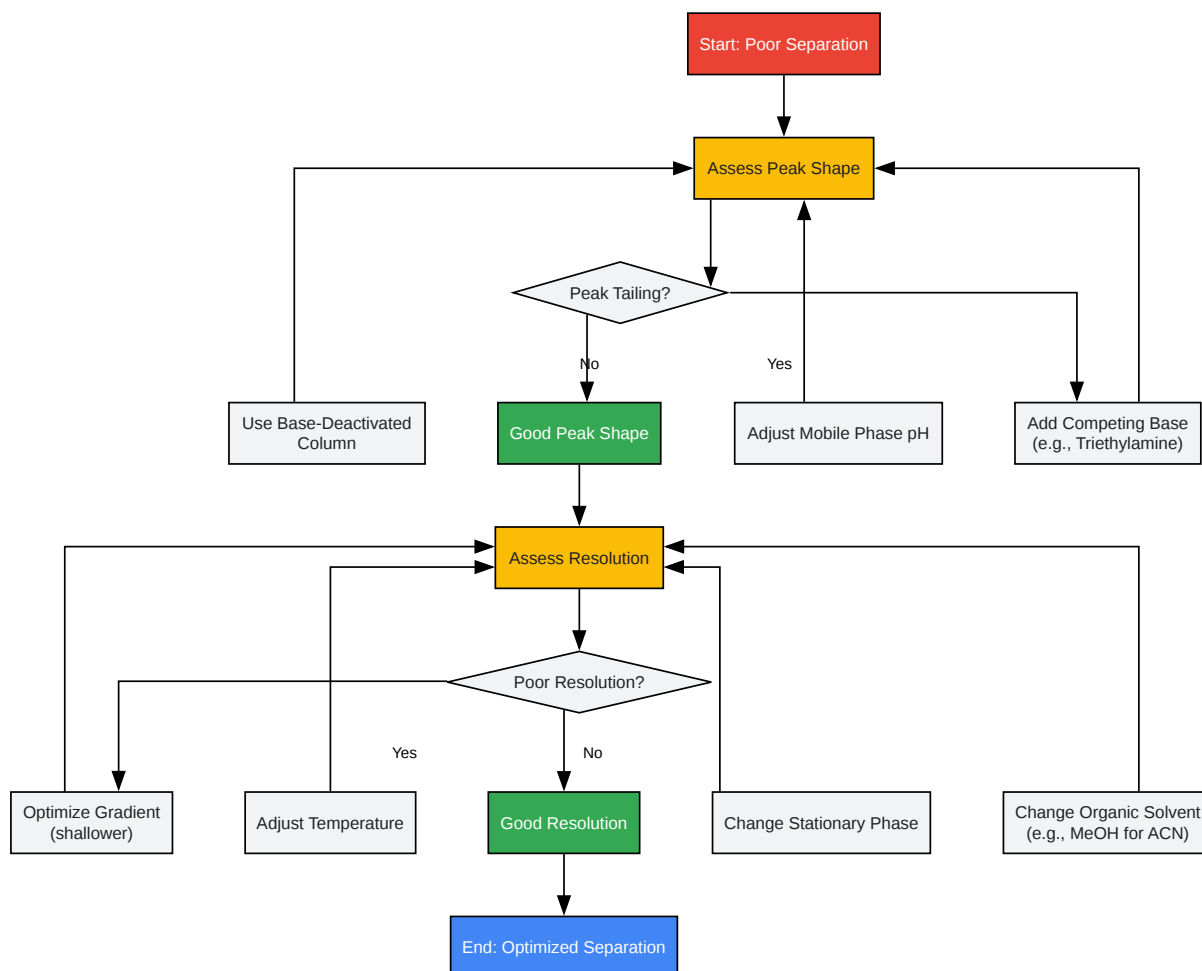 Start: Poor Separation
Assess Peak Shape
Peak Tailing?
No
Yes
Use Base-Deactivated
Column
Good Peak Shape
Adjust Mobile Phase pH
Add Competing Base
(e.g., Triethylamine)
Assess Resolution
Poor Resolution?
Yes
No
Optimize Gradient
(shallower)
Adjust Temperature
Good Resolution
Change Stationary Phase
Change Organic Solvent
(e.g., MeOH for ACN)
End: Optimized Separation